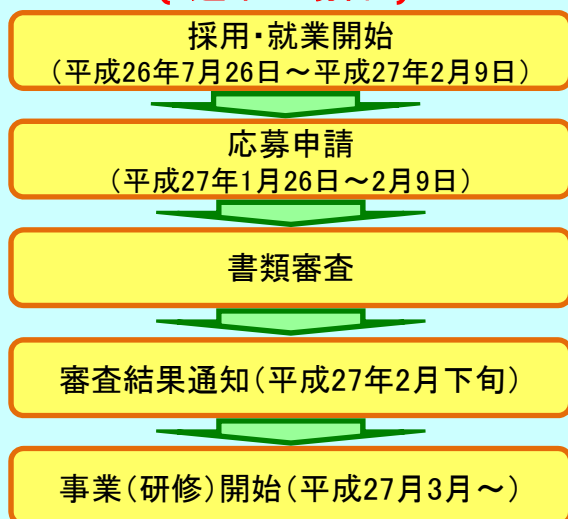 採用・就業開始
（平成26年7月26日～平成27年2月9日）
応募申請
（平成27年1月26日～2月9日）
書類審査
審査結果通知（平成27年2月下旬）
事業（研修）開始（平成27月3月～）